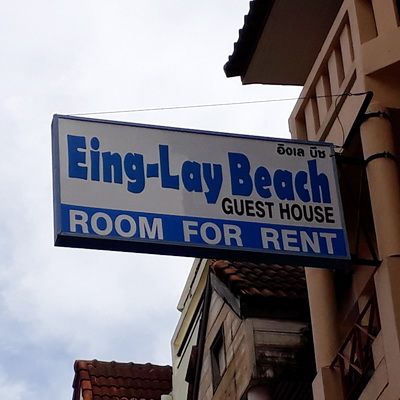 อิงเล บีช
Eing-Lay Beach
GUEST HOUSE
ROOM FOR RENT